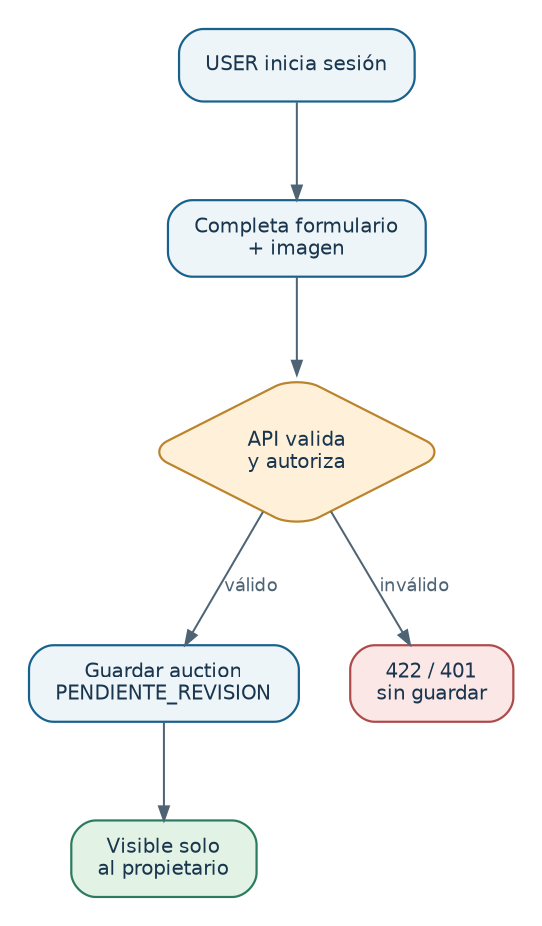 USER inicia sesión
Completa formulario
+ imagen
API valida
y autoriza
válido
inválido
Guardar auction
PENDIENTE_REVISION
422 / 401
sin guardar
Visible solo
al propietario